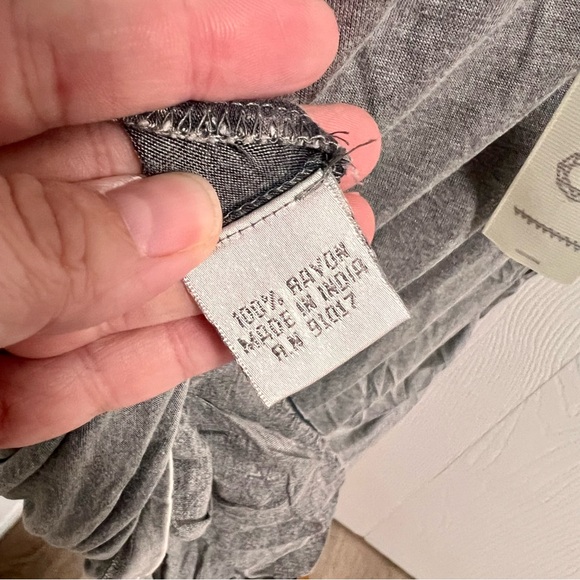 100% RAYON
MADE IN INDIA
RN 91017